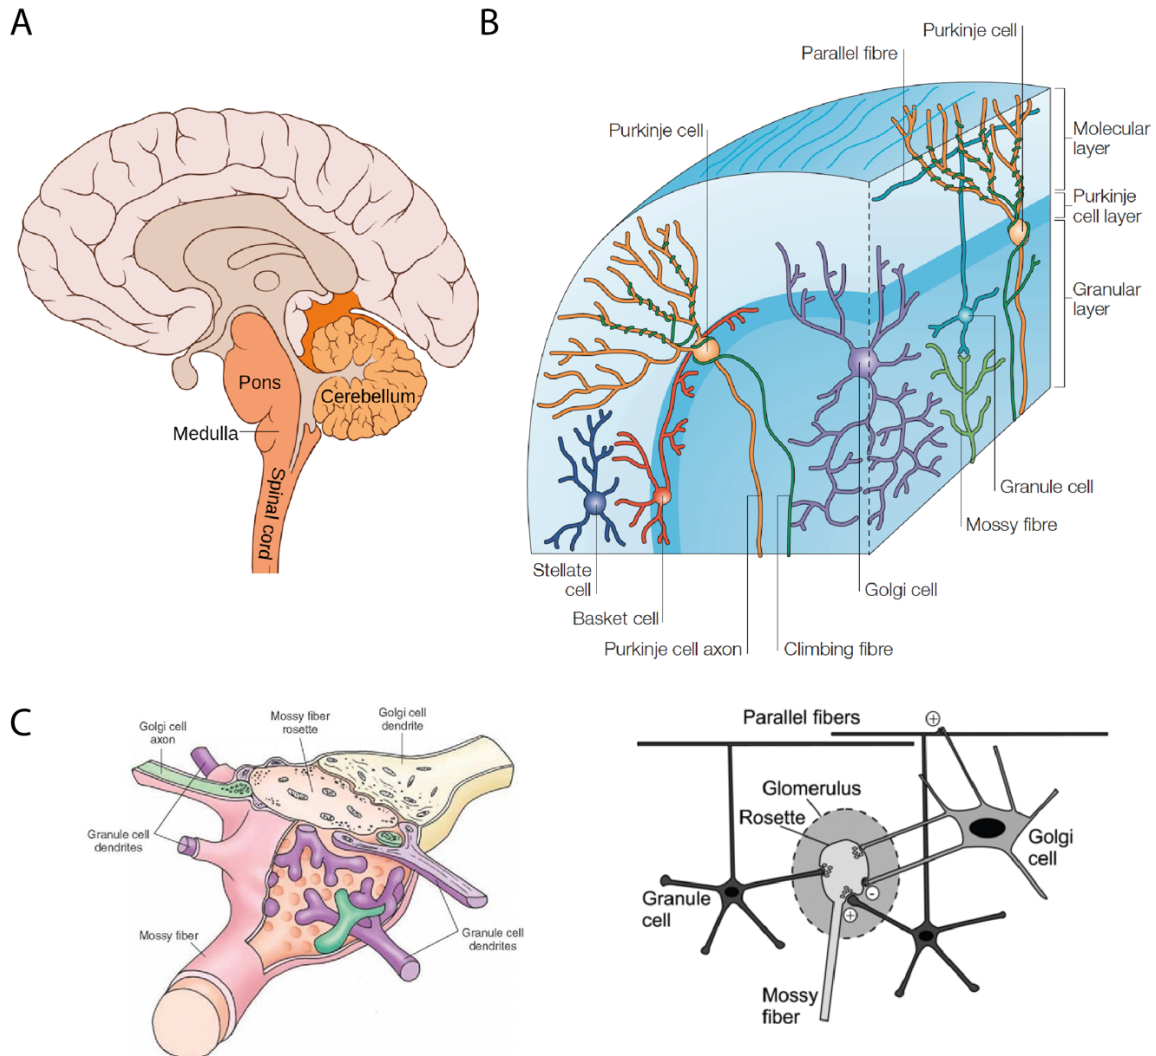 A
Pons
Cerebellum
Medulla
Spinal cord
B
Purkinje cell
Parallel fibre
Purkinje cell
Molecular
layer
Purkinje
cell layer
Granular
layer
Granule cell
Mossy fibre
Stellate
cell
Golgi cell
Basket cell
Purkinje cell axon
Climbing fibre
C
Golgi cell
axon
Mossy fiber
rosette
Golgi cell
dendrite
Granule cell
dendrites
Mossy fiber
Granule cell
dendrites
Parallel fibers
+
Glomerulus
Rosette
Golgi
cell
Granule
cell
-
+
Mossy
fiber